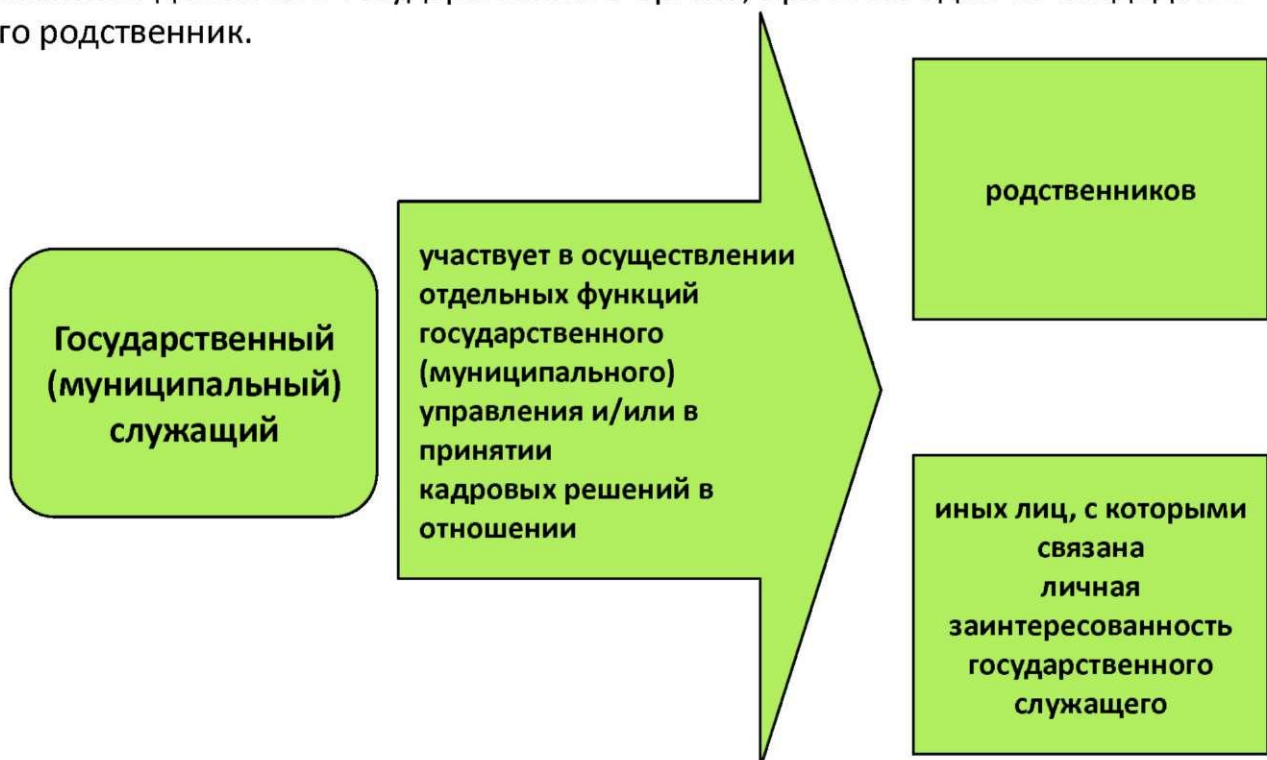 го родственник.
Государственный
(муниципальный)
служащий
участвует в осуществлении
отдельных функций
государственного
(муниципального)
управления и/или в
принятии
кадровых решений в
отношении
родственников
иных лиц, с которыми
связана
личная
заинтересованность
государственного
служащего